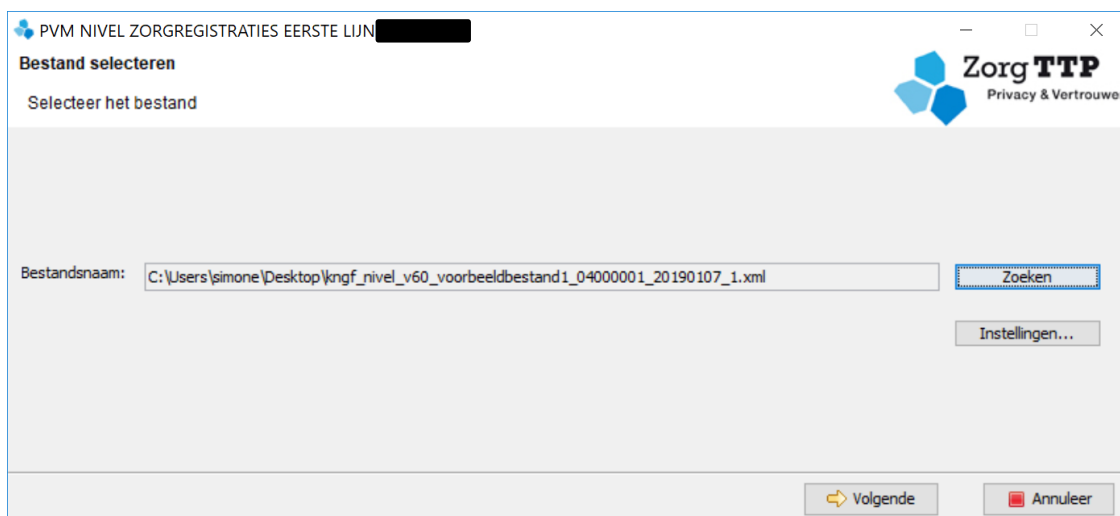 PVM NIVEL ZORGREGISTRATIES EERSTE LIJN
Bestand selecteren
Selecteer het bestand
Zorg TTP
Privacy & Vertrouwe
Bestandsnaam:
C:\Users\simone\Desktop\kngf_nivel_v60_voorbeeldbestand1_04000001_20190107_1.xml
Zoeken
Instellingen...
Volgende
Annuleer